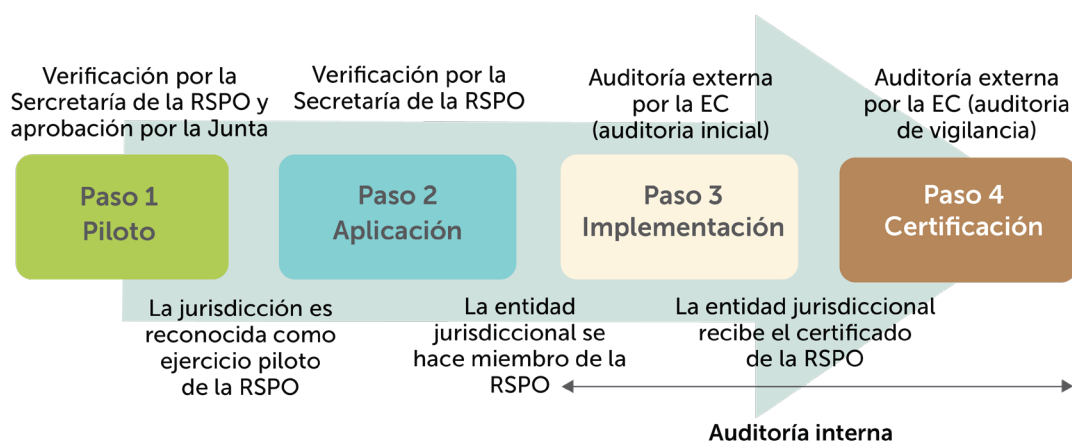 Verificación por la
Sercretaría de la RSPO y
aprobación por la Junta
Verificación por la
Secretaría de la RSPO
Auditoría externa
por la EC
(auditoria inicial)
Auditoría externa
por la EC (auditoria
de vigilancia)
Paso 1
Piloto
Paso 2
Aplicación
Paso 3
Implementación
Paso 4
Certificación
La jurisdicción es
reconocida como
ejercicio piloto
de la RSPO
La entidad
jurisdiccional se
hace miembro de la
RSPO
La entidad jurisdiccional
recibe el certificado
de la RSPO
Auditoría interna